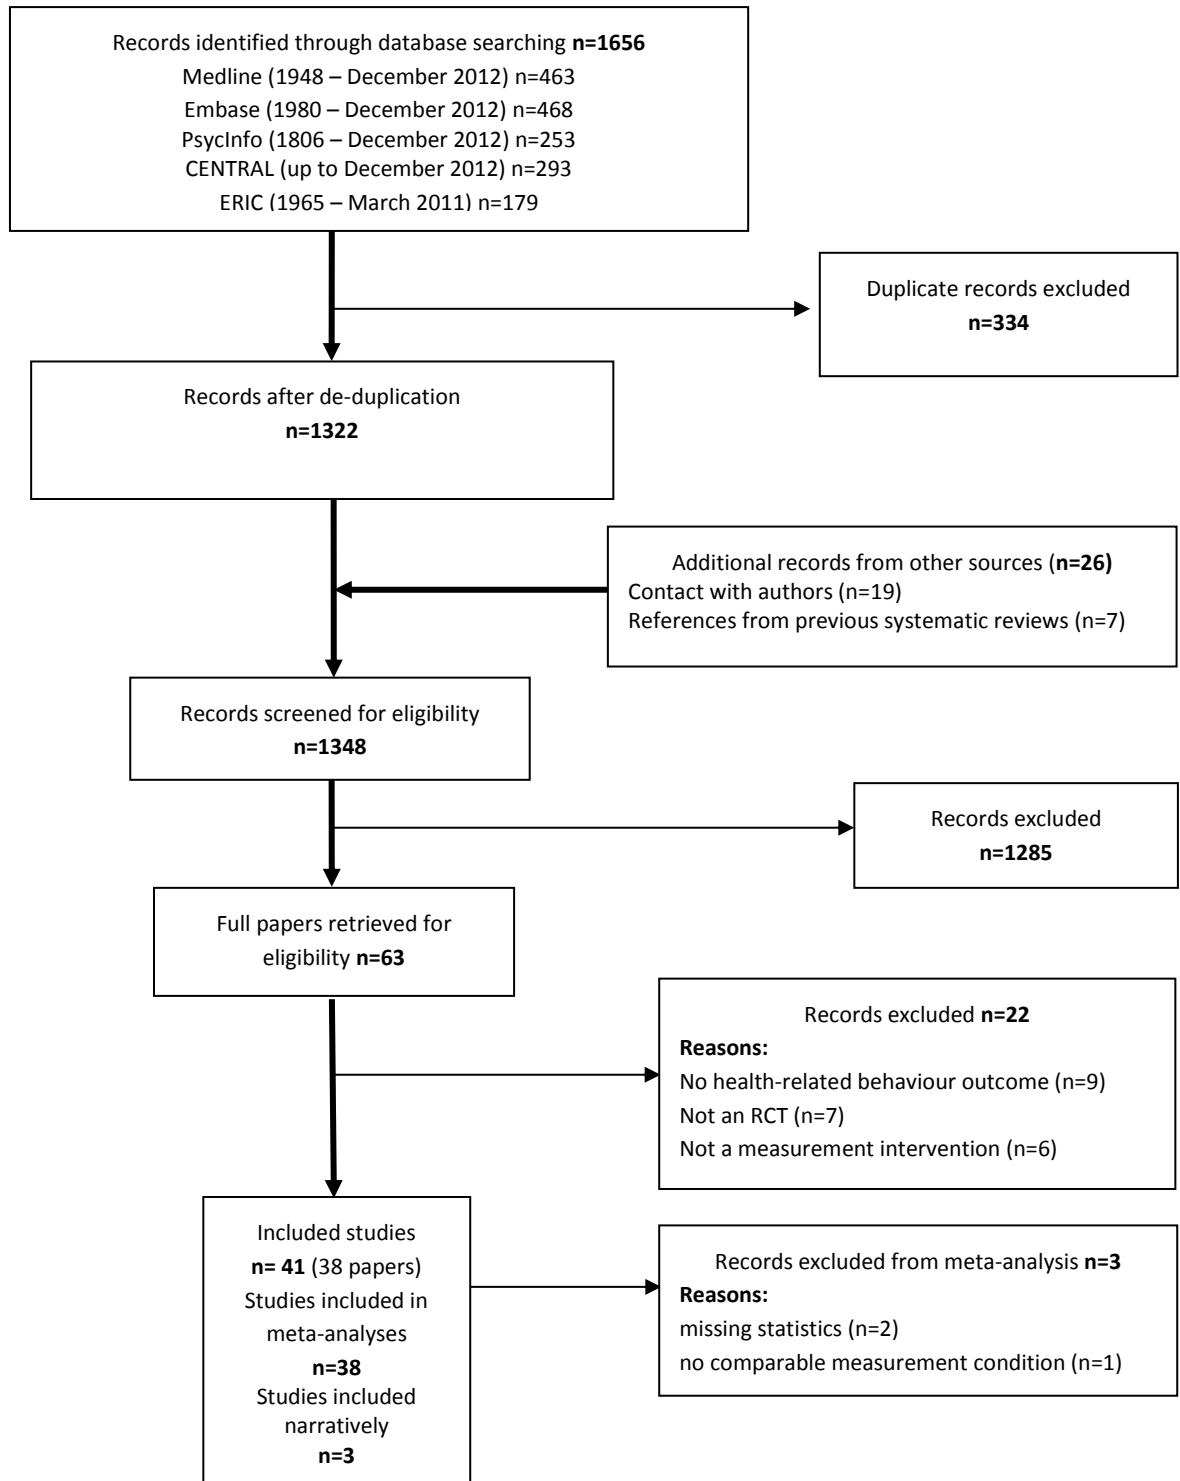 Records identified through database searching n=1656
Medline (1948 – December 2012) n=463
Embase (1980 – December 2012) n=468
PsycInfo (1806 – December 2012) n=253
CENTRAL (up to December 2012) n=293
ERIC (1965 – March 2011) n=179
Duplicate records excluded
n=334
Records after de-duplication
n=1322
Additional records from other sources (n=26)
Contact with authors (n=19)
References from previous systematic reviews (n=7)
Records screened for eligibility
n=1348
Records excluded
n=1285
Full papers retrieved for
eligibility n=63
Records excluded n=22
Reasons:
No health-related behaviour outcome (n=9)
Not an RCT (n=7)
Not a measurement intervention (n=6)
Included studies
n= 41 (38 papers)
Studies included in
meta-analyses
n=38
Studies included
narratively
n=3
Records excluded from meta-analysis n=3
Reasons:
missing statistics (n=2)
no comparable measurement condition (n=1)